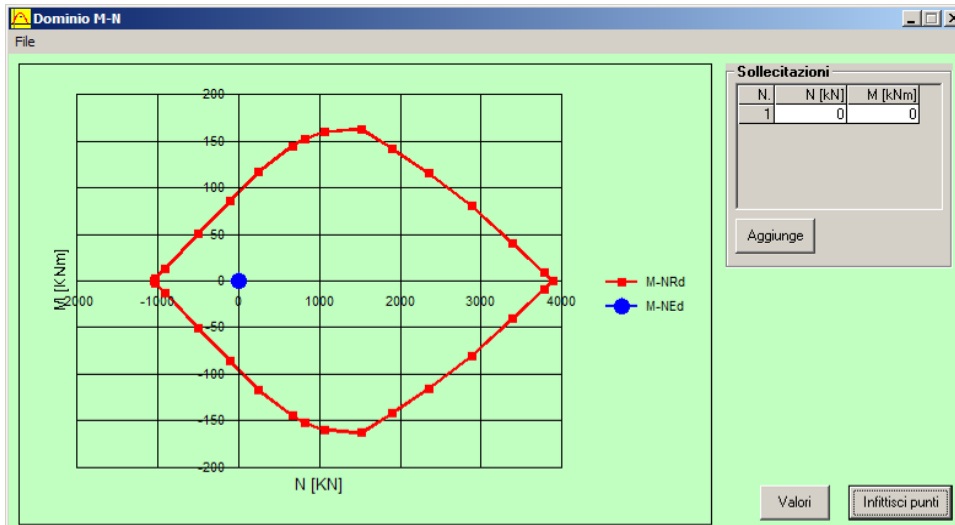 Dominio M-N
File
200
150
100
50
0
-50
-100
-150
-200
-2000 -1000 0 1000 2000 3000 4000
M [KNm]
N [KN]
M-NRd
M-NEd
Sollecitazioni
N. N [kN] M [kNm]
1 0 0
Aggiunge
Valori Infittisci punti